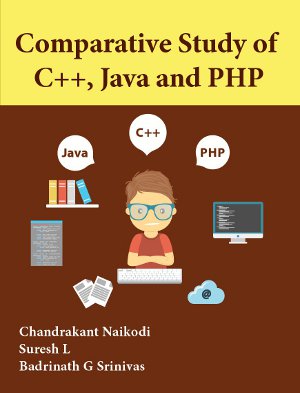 Comparative Study of
C++, Java and PHP
C++
Java
PHP
@
Chandrakant Naikodi
Suresh L
Badrinath G Srinivas